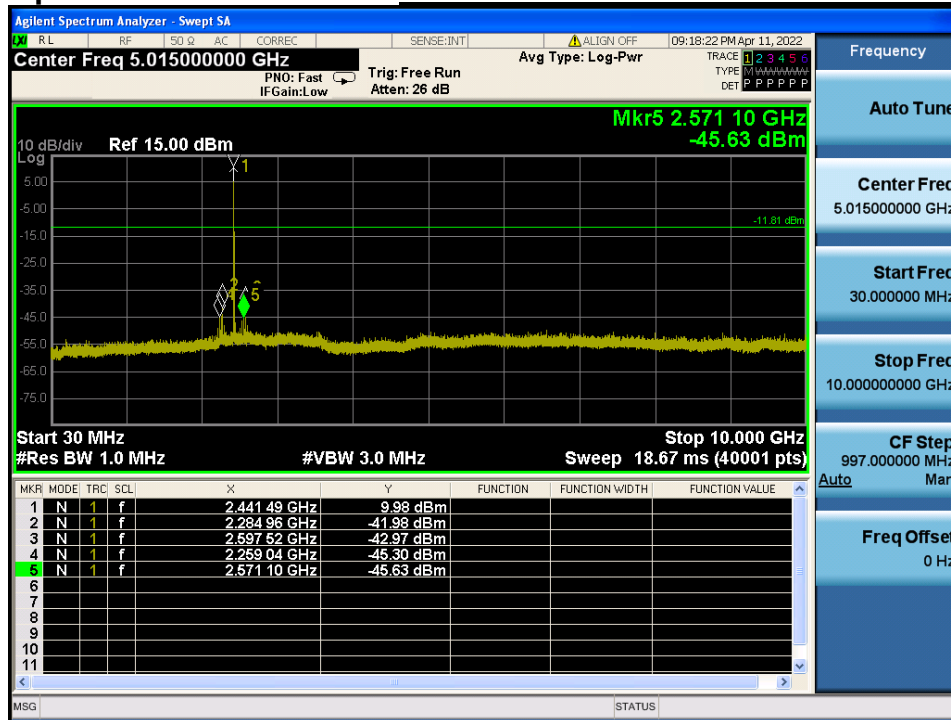 Agilent Spectrum Analyzer - Swept SA
LXI RL RF 50 Ω AC CORREC SENSE:INT ALIGN OFF 09:18:22 PM Apr 11, 2022
Center Freq 5.015000000 GHz
PNO: Fast
IFGain:Low
Trig: Free Run
Atten: 26 dB
Avg Type: Log-Pwr
TRACE 1 2 3 4 5 6
TYPE M WWWWW
DET P P P P P P
Mkr5 2.571 10 GHz
-45.63 dBm
10 dB/div Ref 15.00 dBm
Log
1
5.00
-5.00
-11.81 dBm
-15.0
-25.0
-35.0
5
-45.0
-55.0
-65.0
-75.0
Start 30 MHz Stop 10.000 GHz
#Res BW 1.0 MHz #VBW 3.0 MHz Sweep 18.67 ms (40001 pts)
MKR MODE TRC SCL X Y FUNCTION FUNCTION WIDTH FUNCTION VALUE
1 N 1 f 2.441 49 GHz 9.98 dBm
2 N 1 f 2.284 96 GHz -41.98 dBm
3 N 1 f 2.597 52 GHz -42.97 dBm
4 N 1 f 2.259 04 GHz -45.30 dBm
5 N 1 f 2.571 10 GHz -45.63 dBm
6
7
8
9
10
11
MSG STATUS
Frequency
Auto Tune
Center Freq
5.015000000 GHz
Start Freq
30.000000 MHz
Stop Freq
10.000000000 GHz
CF Step
997.000000 MHz
Auto Man
Freq Offset
0 Hz